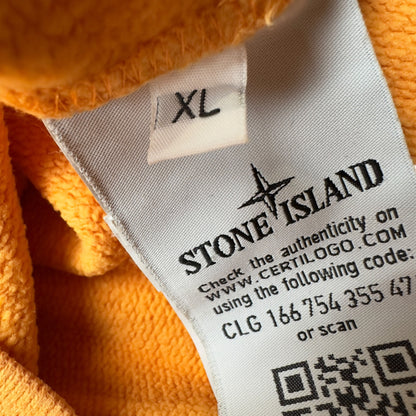 XL
STONE ISLAND
Check the authenticity on
WWW.CERTILOGO.COM
using the following code:
CLG 166 754 355 47
or scan